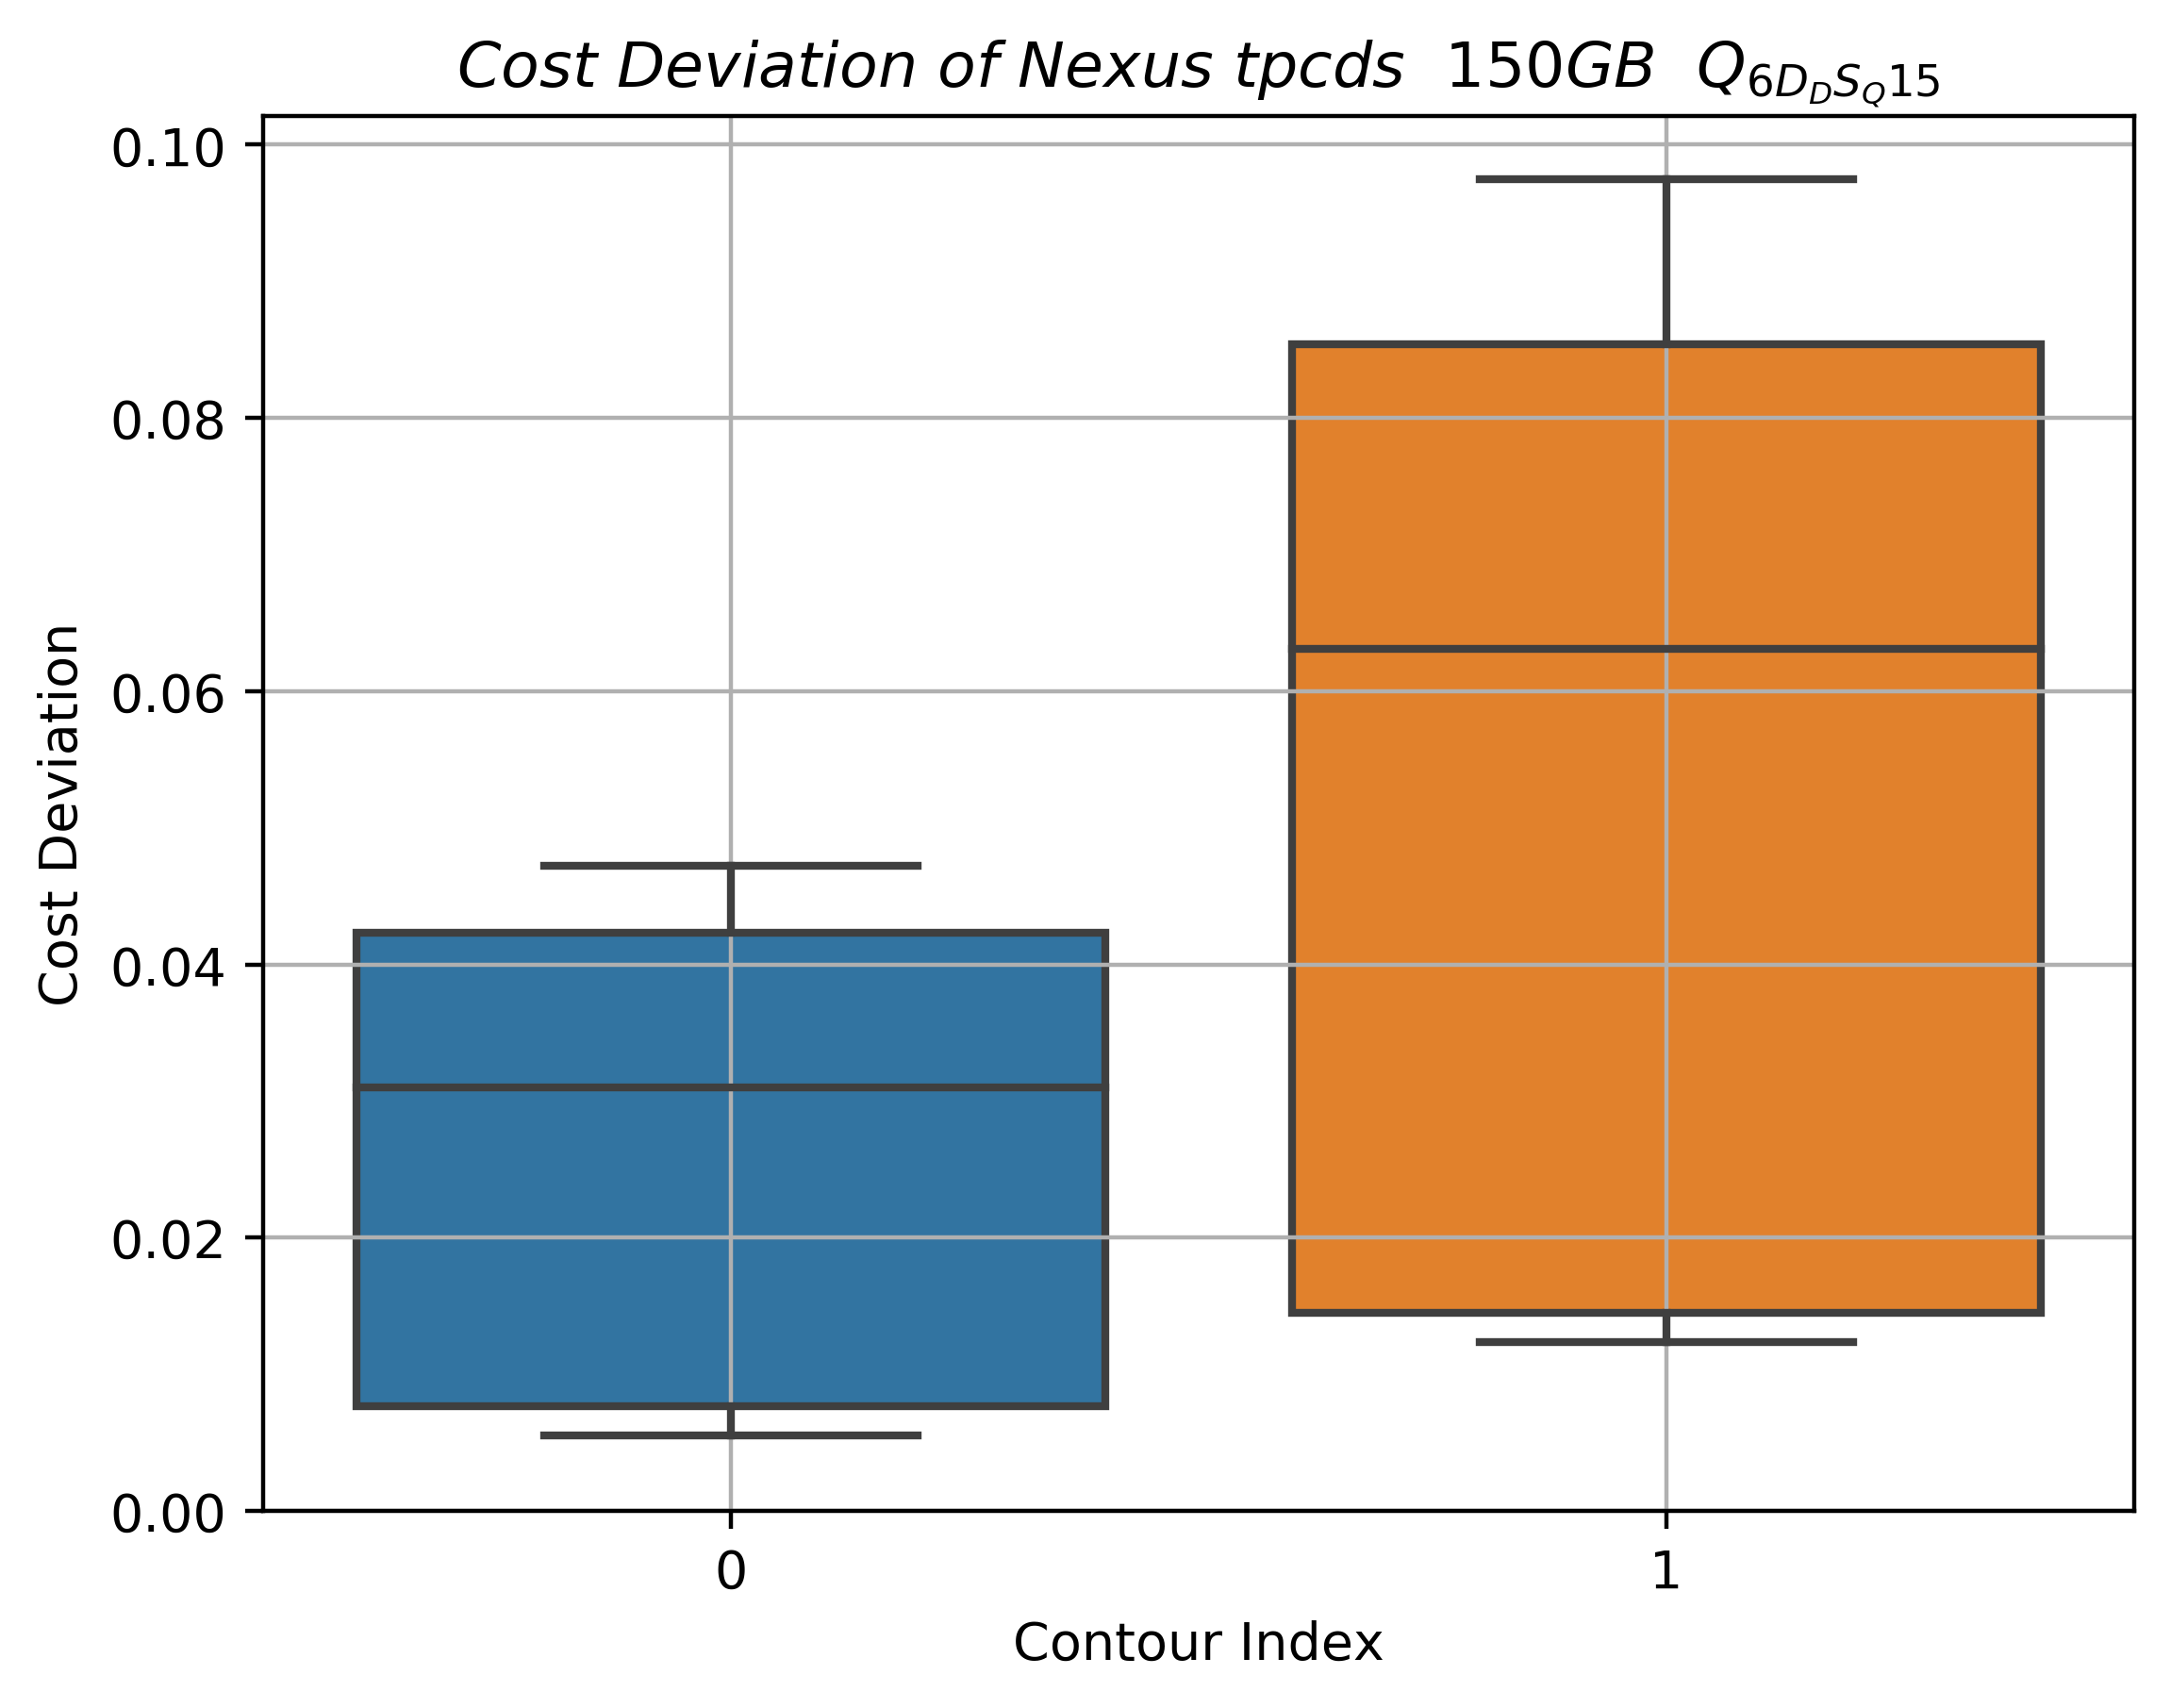 Cost Deviation of Nexus tpcds 150GB Q6DDSQ15
0.10
0.08
0.06
0.04
0.02
0.00
Cost Deviation
0 1
Contour Index